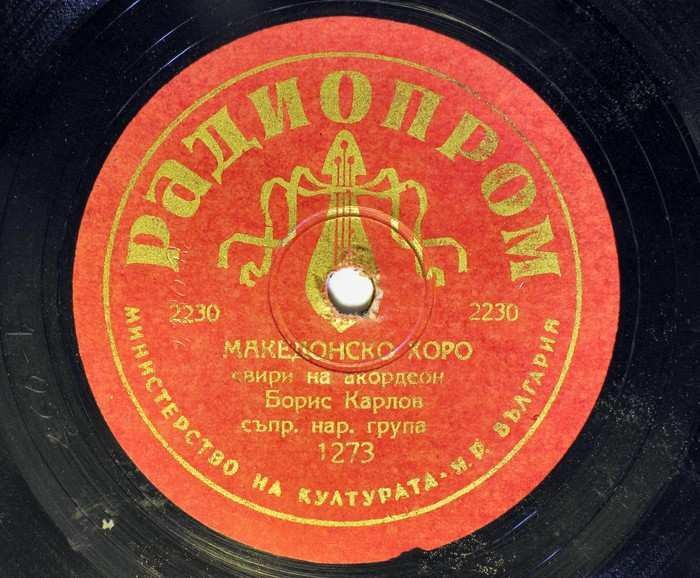 РАДИОПРОМ
2230 2230
МАКЕДОНСКО ХОРО
свири на акордеон
Борис Карлов
съпр. нар. група
1273
МИНИСТЕРСТВО НА КУЛТУРАТА - Н. Р. БЪЛГАРИЯ